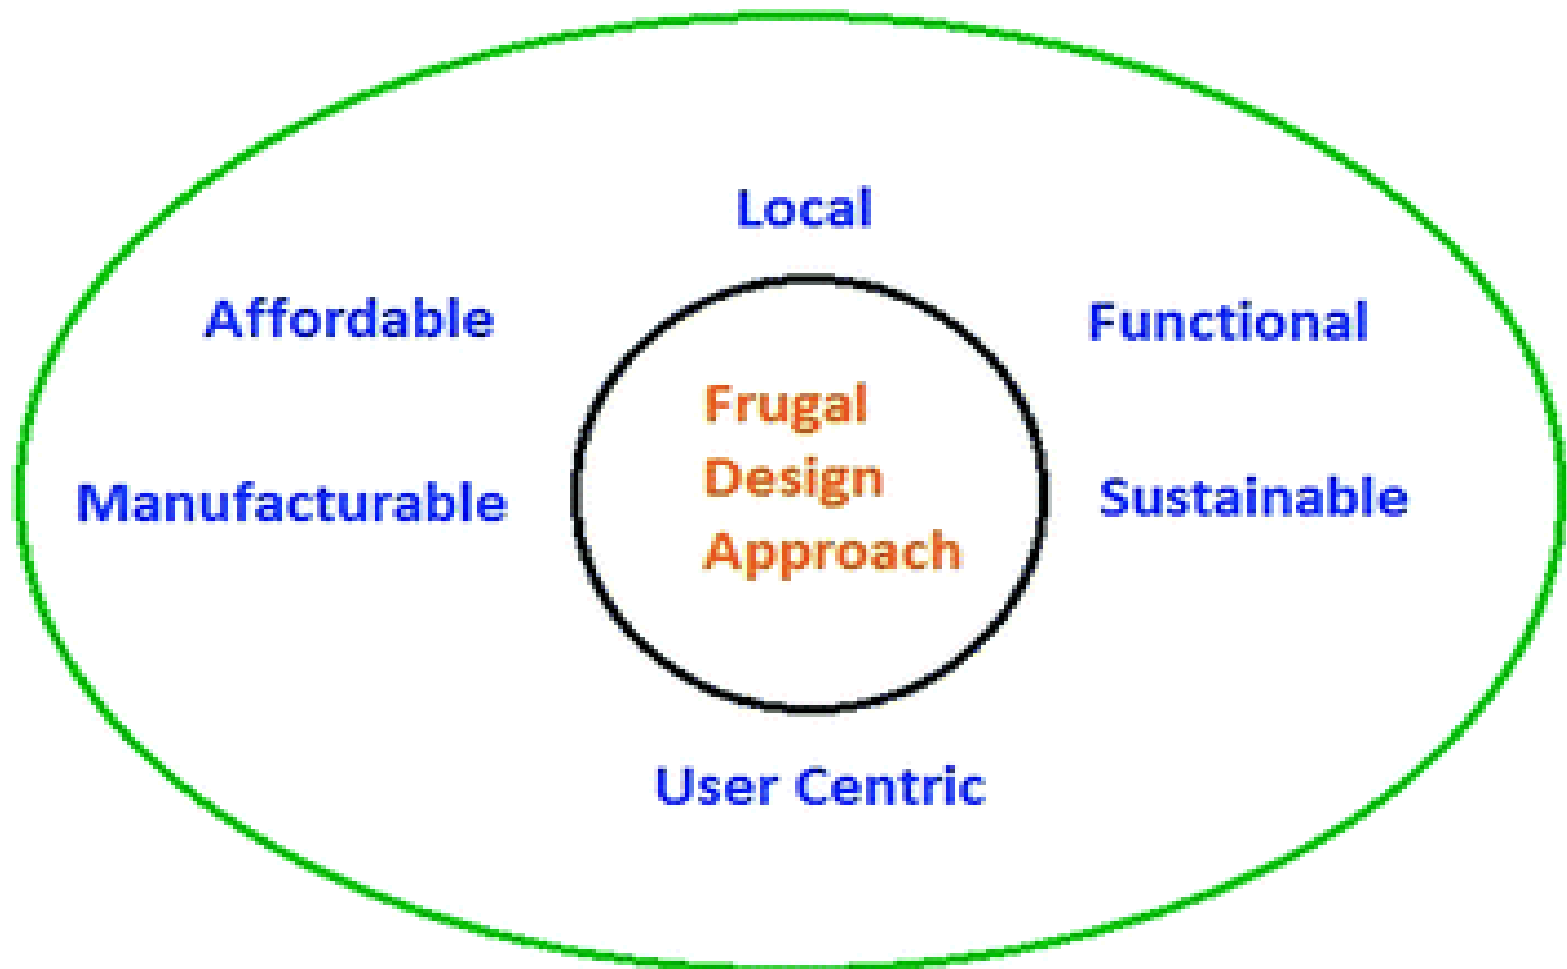 Local
Affordable
Functional
Frugal
Design
Approach
Manufacturable
Sustainable
User Centric